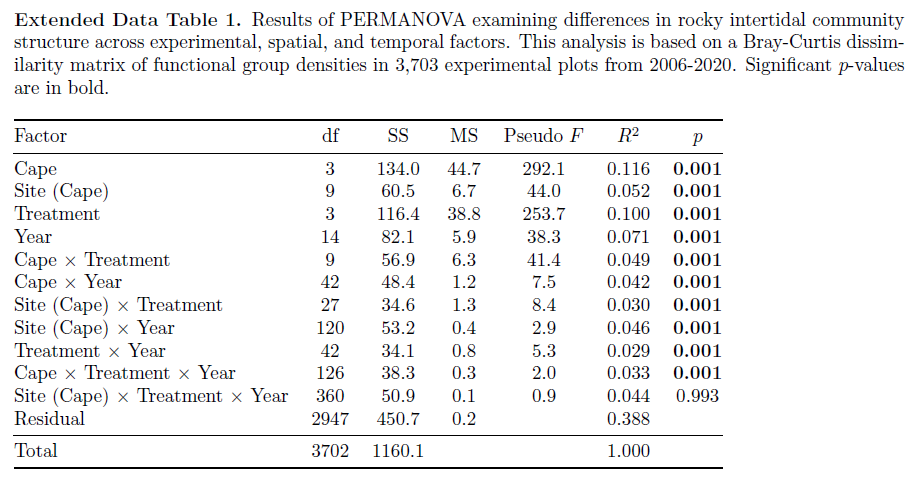 Extended Data Table 1. Results of PERMANOVA examining differences in rocky intertidal community
structure across experimental, spatial, and temporal factors. This analysis is based on a Bray-Curtis dissim-
ilarity matrix of functional group densities in 3,703 experimental plots from 2006-2020. Significant p-values
are in bold.
Factor df SS MS Pseudo F R² p
Cape 3 134.0 44.7 292.1 0.116 0.001
Site (Cape) 9 60.5 6.7 44.0 0.052 0.001
Treatment 3 116.4 38.8 253.7 0.100 0.001
Year 14 82.1 5.9 38.3 0.071 0.001
Cape × Treatment 9 56.9 6.3 41.4 0.049 0.001
Cape × Year 42 48.4 1.2 7.5 0.042 0.001
Site (Cape) × Treatment 27 34.6 1.3 8.4 0.030 0.001
Site (Cape) × Year 120 53.2 0.4 2.9 0.046 0.001
Treatment × Year 42 34.1 0.8 5.3 0.029 0.001
Cape × Treatment × Year 126 38.3 0.3 2.0 0.033 0.001
Site (Cape) × Treatment × Year 360 50.9 0.1 0.9 0.044 0.993
Residual 2947 450.7 0.2 0.388
Total 3702 1160.1 1.000